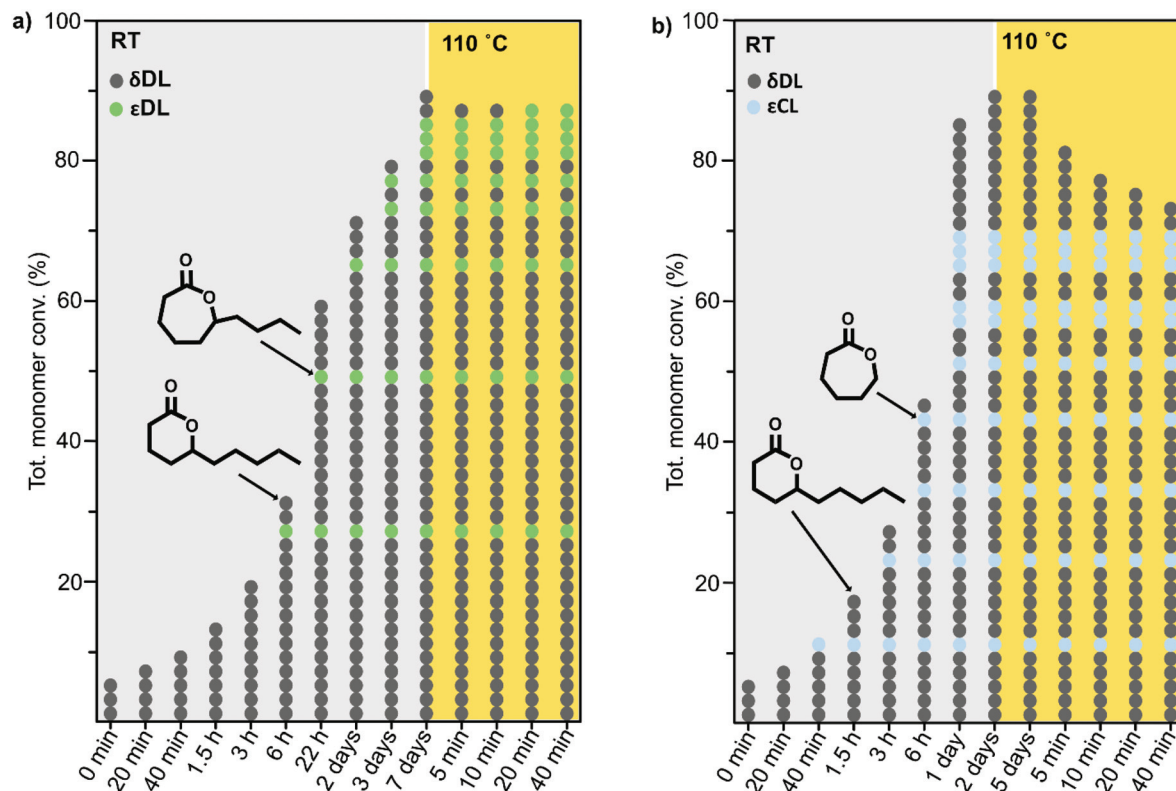 a)
RT
110 ˚C
δDL
εDL
Tot. monomer conv. (%)
100
80
60
40
20
O
O
O
O
0 min
20 min
40 min
1.5 h
3 h
6 h
22 h
2 days
3 days
7 days
5 min
10 min
20 min
40 min
b)
RT
110 ˚C
δDL
εCL
Tot. monomer conv. (%)
100
80
60
40
20
O
O
O
O
0 min
20 min
40 min
1.5 h
3 h
6 h
1 day
2 days
5 days
5 min
10 min
20 min
40 min